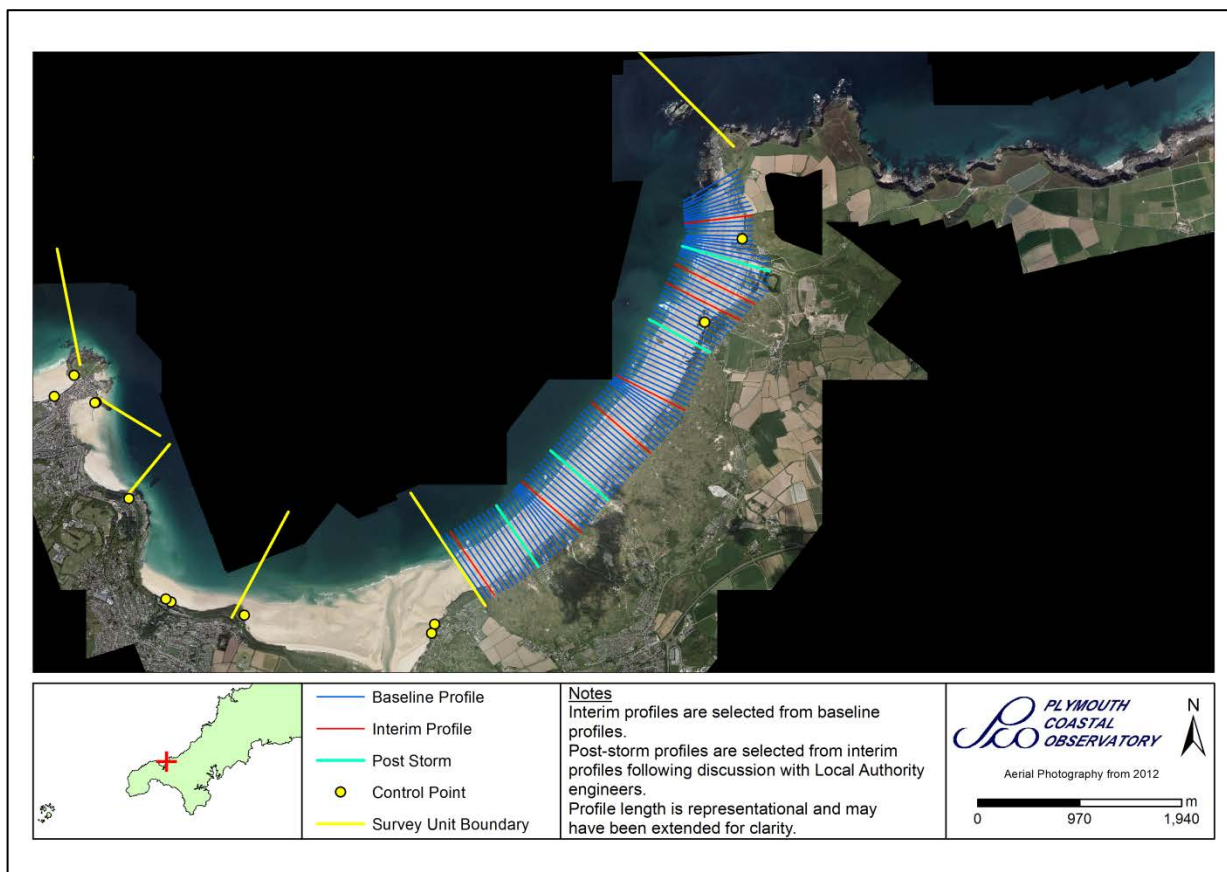 Baseline Profile
Interim Profile
Post Storm
Control Point
Survey Unit Boundary
Notes
Interim profiles are selected from baseline
profiles.
Post-storm profiles are selected from interim
profiles following discussion with Local Authority
engineers.
Profile length is representational and may
have been extended for clarity.
PLYMOUTH
COASTAL
OBSERVATORY
N
Aerial Photography from 2012
m
0 970 1,940